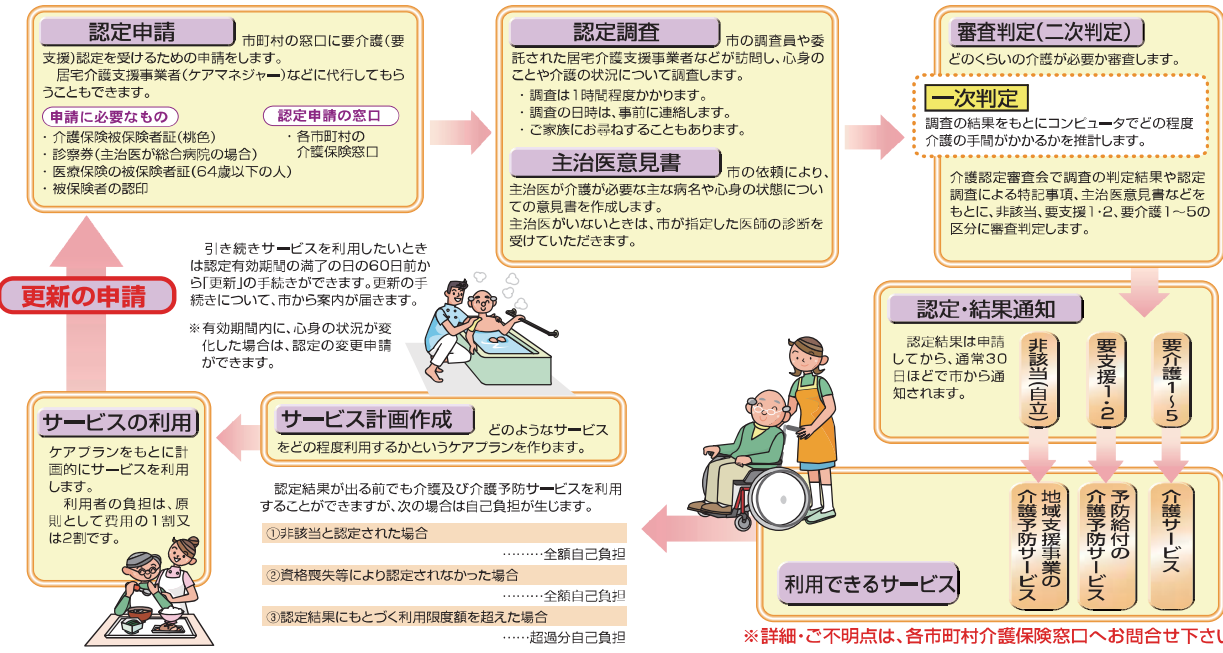 認定申請
市町村の窓口に要介護(要
支援)認定を受けるための申請をします。
居宅介護支援事業者(ケアマネジャー)などに代行してもら
うこともできます。
申請に必要なもの
・介護保険被保険者証(桃色)
・診察券(主治医が総合病院の場合)
・医療保険の被保険者証(64歳以下の人)
・被保険者の認印
認定申請の窓口
・各市町村の
介護保険窓口
認定調査
市の調査員や委
託された居宅介護支援事業者などが訪問し、心身の
ことや介護の状況について調査します。
・調査は1時間程度かかります。
・調査の日時は、事前に連絡します。
・ご家族にお尋ねすることもあります。
主治医意見書
市の依頼により、
主治医が介護が必要な主な病名や心身の状態につい
ての意見書を作成します。
主治医がいないときは、市が指定した医師の診断を
受けていただきます。
審査判定(二次判定)
どのくらいの介護が必要か審査します。
一次判定
調査の結果をもとにコンピュータでどの程度
介護の手間がかかるかを推計します。
介護認定審査会で調査の判定結果や認定
調査による特記事項、主治医意見書などを
もとに、非該当、要支援1・2、要介護1～5の
区分に審査判定します。
認定・結果通知
認定結果は申請
してから、通常30
日ほどで市から通
知されます。
非該当(自立)
要支援1・2
要介護1～5
地域支援事業の
介護予防サービス
予防給付の
介護予防サービス
介護サービス
利用できるサービス
※詳細・ご不明点は、各市町村介護保険窓口へお問合せ下さい
サービス計画作成
どのようなサービス
をどの程度利用するかというケアプランを作ります。
認定結果が出る前でも介護及び介護予防サービスを利用
することができますが、次の場合は自己負担が生じます。
①非該当と認定された場合
………全額自己負担
②資格喪失等により認定されなかった場合
………全額自己負担
③認定結果にもとづく利用限度額を超えた場合
……超過分自己負担
サービスの利用
ケアプランをもとに計
画的にサービスを利用
します。
利用者の負担は、原
則として費用の1割又
は2割です。
更新の申請
引き続きサービスを利用したいとき
は認定有効期間の満了の日の60日前か
ら「更新」の手続きができます。更新の手
続きについて、市から案内が届きます。
※有効期間内に、心身の状況が変
化した場合は、認定の変更申請
ができます。